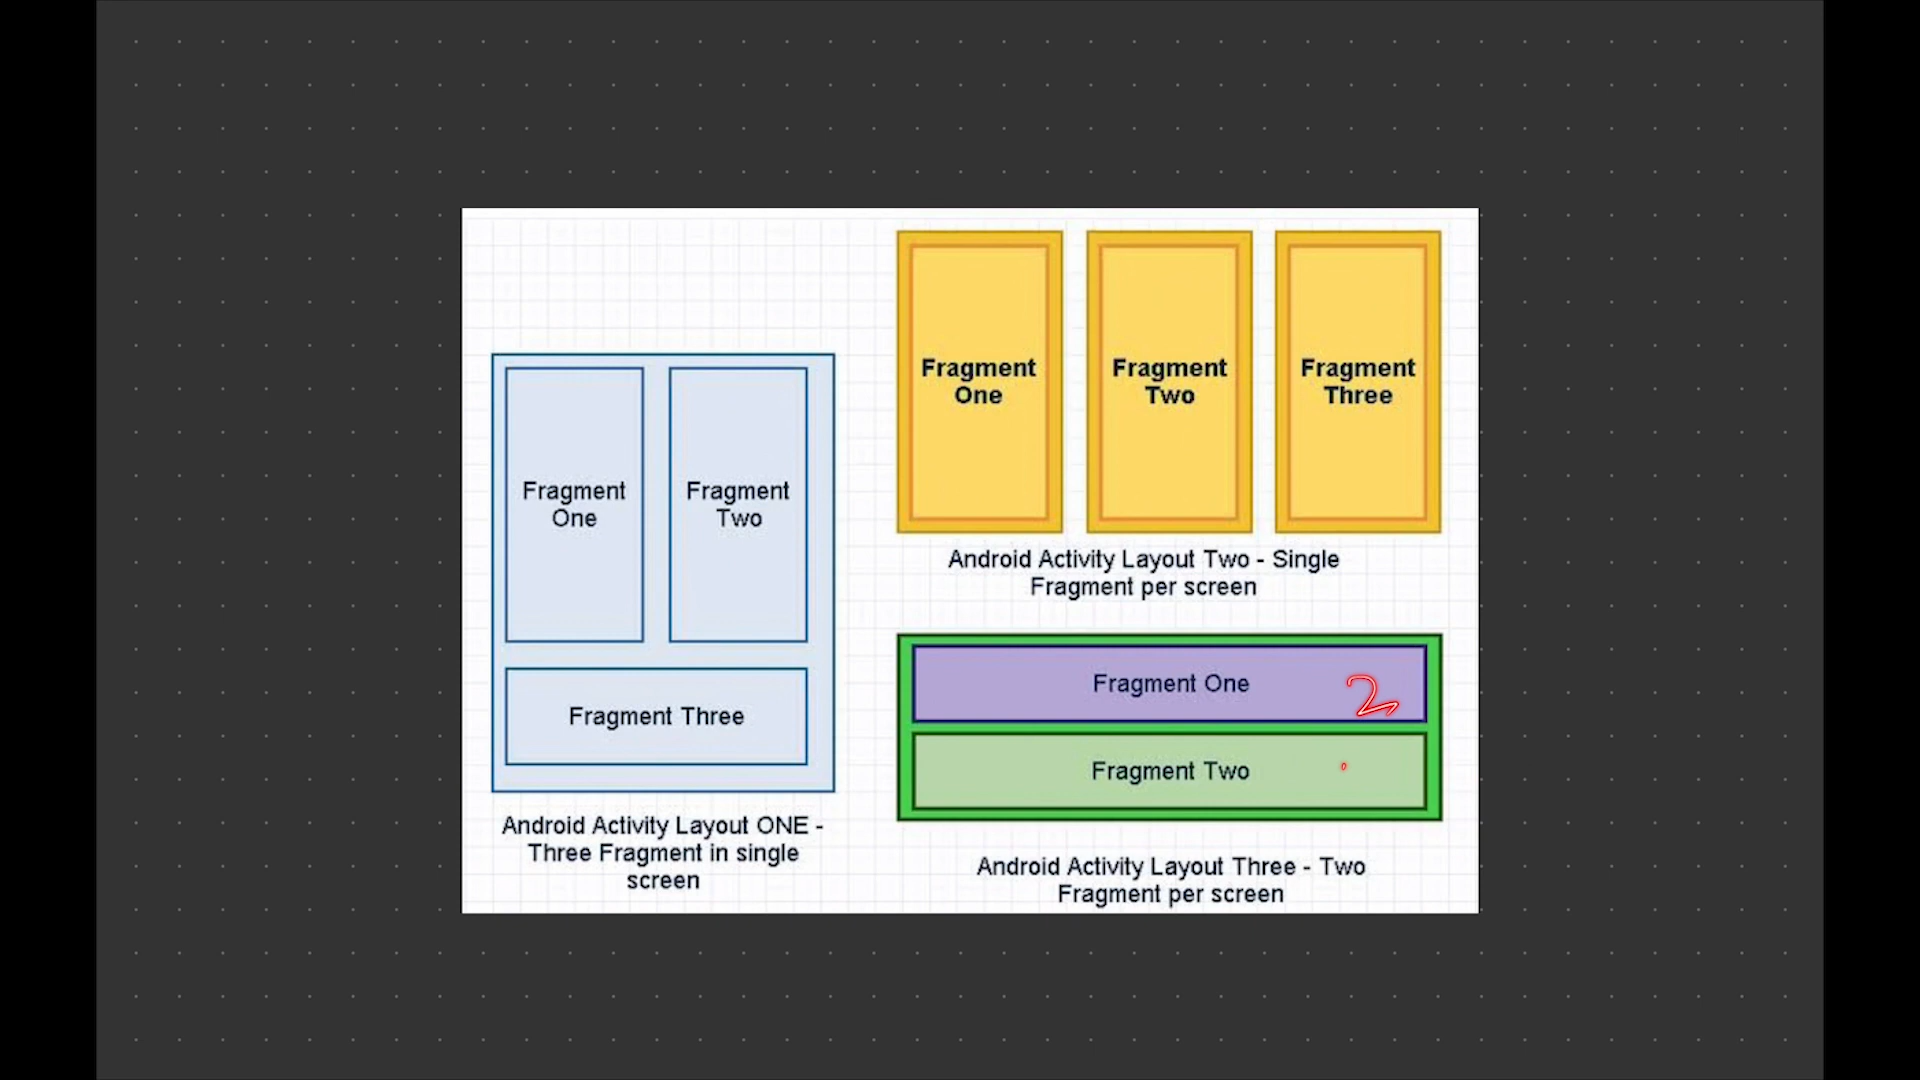 Fragment
One
Fragment
Two
Fragment Three
Android Activity Layout ONE -
Three Fragment in single
screen
Fragment
One
Fragment
Two
Fragment
Three
Android Activity Layout Two - Single
Fragment per screen
Fragment One
2
Fragment Two
Android Activity Layout Three - Two
Fragment per screen